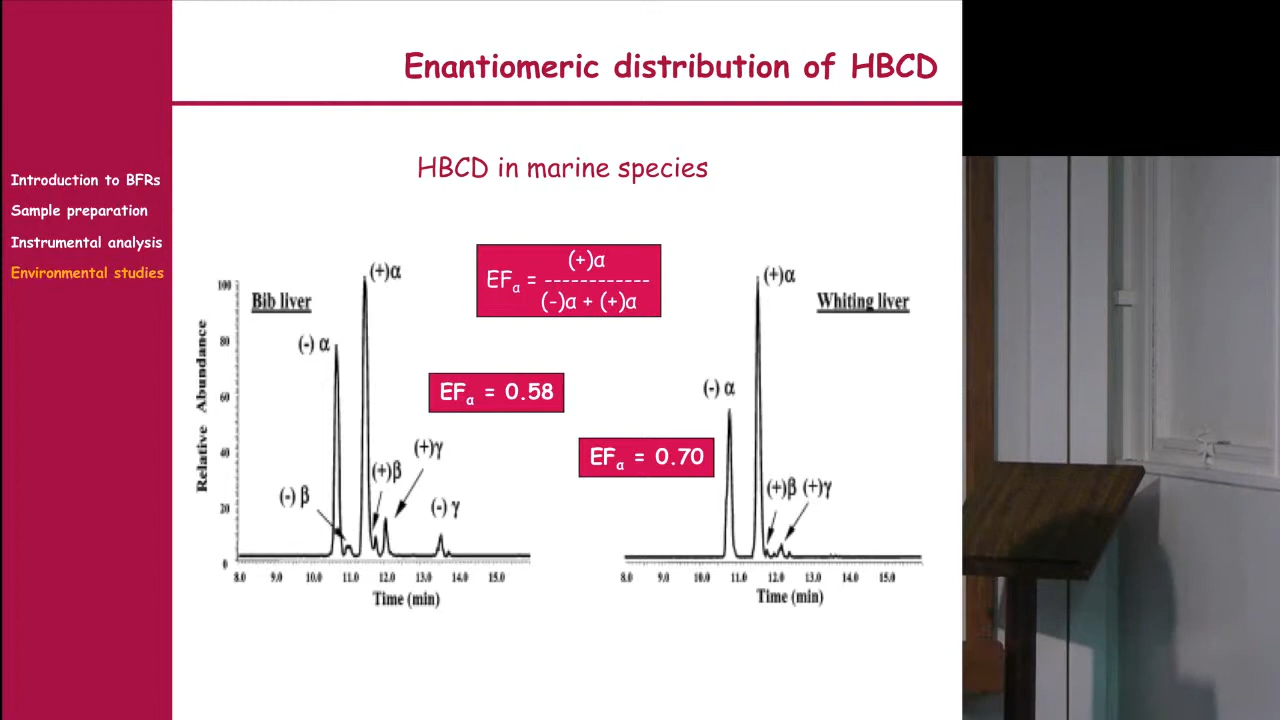 Enantiomeric distribution of HBCD
Introduction to BFRs
Sample preparation
Instrumental analysis
Environmental studies
HBCD in marine species
EFα = (+)α
------------
(-)α + (+)α
EFα = 0.58
EFα = 0.70
Bib liver
(-) α
(+)α
(-) β
(+)β
(+)γ
(-) γ
Relative Abundance
100
80
60
40
20
0
8.0 9.0 10.0 11.0 12.0 13.0 14.0 15.0
Time (min)
Whiting liver
(-) α
(+)α
(+)β (+)γ
8.0 9.0 10.0 11.0 12.0 13.0 14.0 15.0
Time (min)